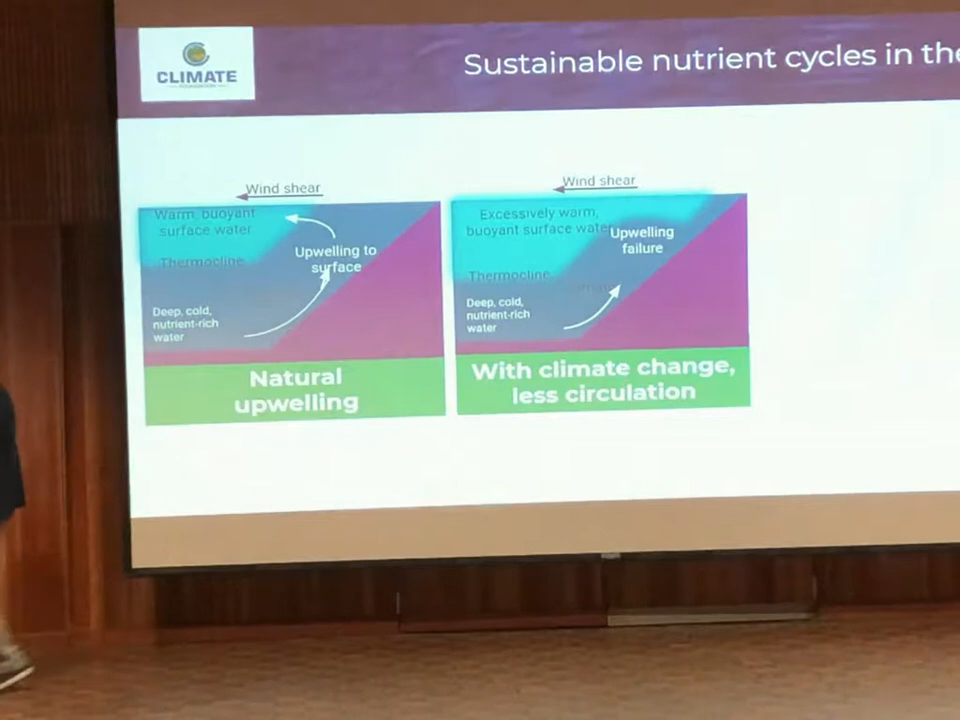 CLIMATE
FOUNDATION
Sustainable nutrient cycles in the
Wind shear
Warm, buoyant
surface water
Upwelling to
surface
Thermocline
Deep, cold,
nutrient-rich
water
Natural
upwelling
Wind shear
Excessively warm,
buoyant surface water
Upwelling
failure
Thermocline
Deep, cold,
nutrient-rich
water
With climate change,
less circulation